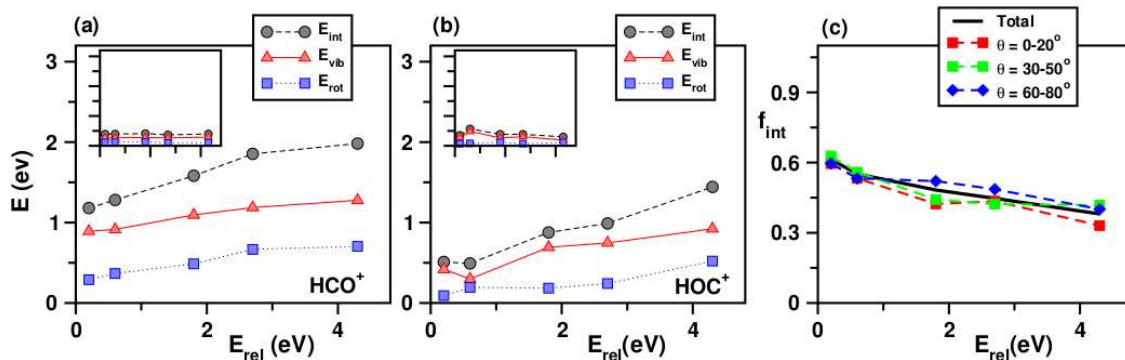 (a)
E_int
E_vib
E_rot
3
2
1
0
E (ev)
HCO^+
0 2 4
E_rel (eV)
(b)
E_int
E_vib
E_rot
3
2
1
0
HOC^+
0 2 4
E_rel (eV)
(c)
Total
θ = 0-20°
θ = 30-50°
θ = 60-80°
0.9
f_int
0.6
0.3
0
0 2 4
E_rel (eV)